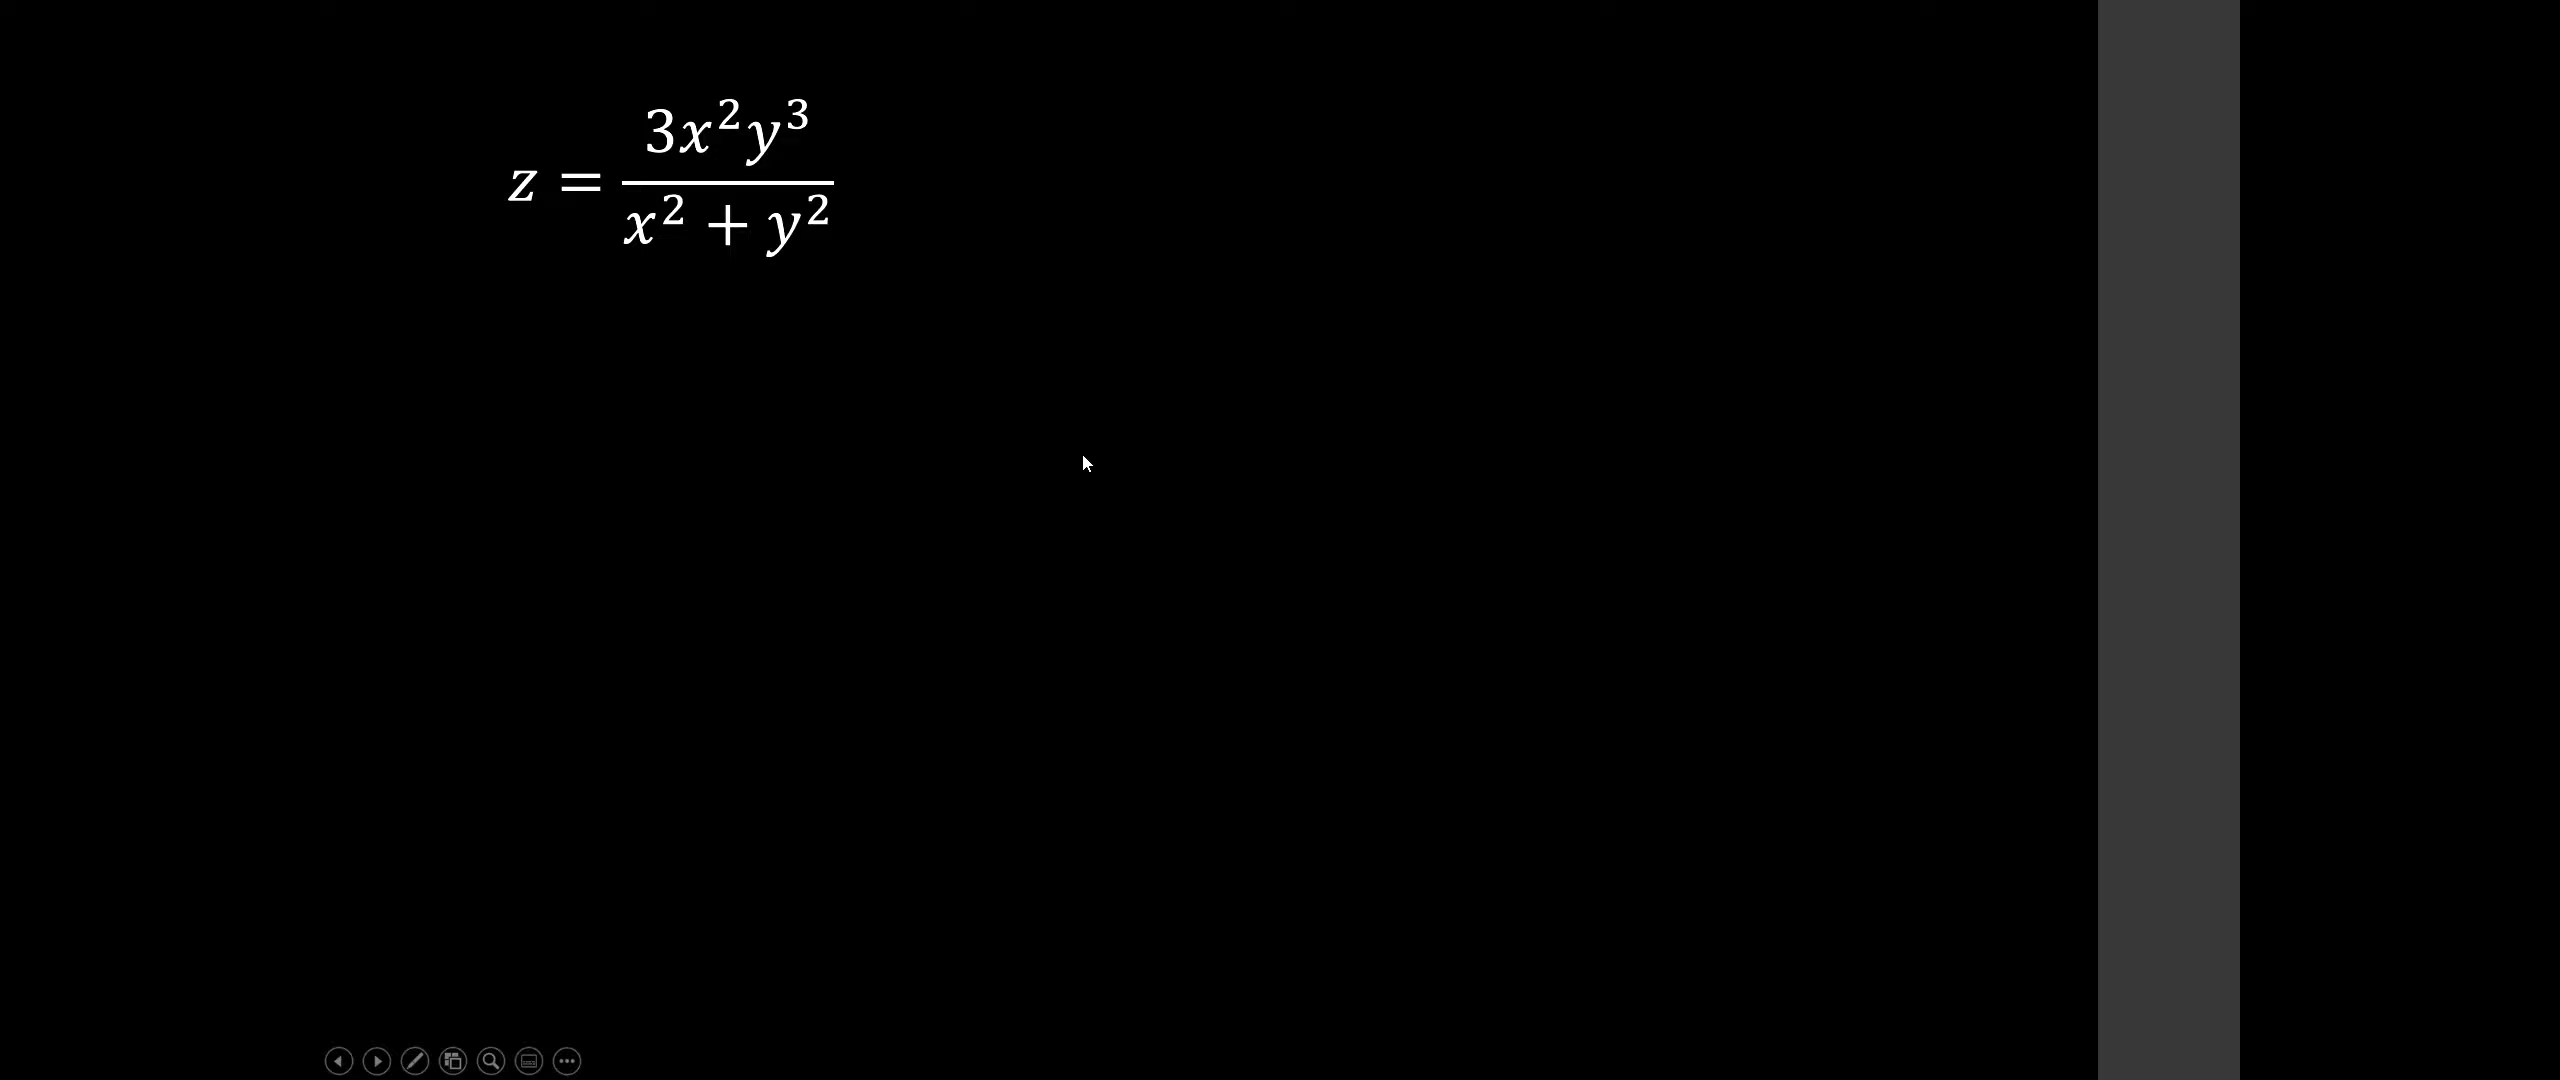 z = 3x²y³ / x² + y²